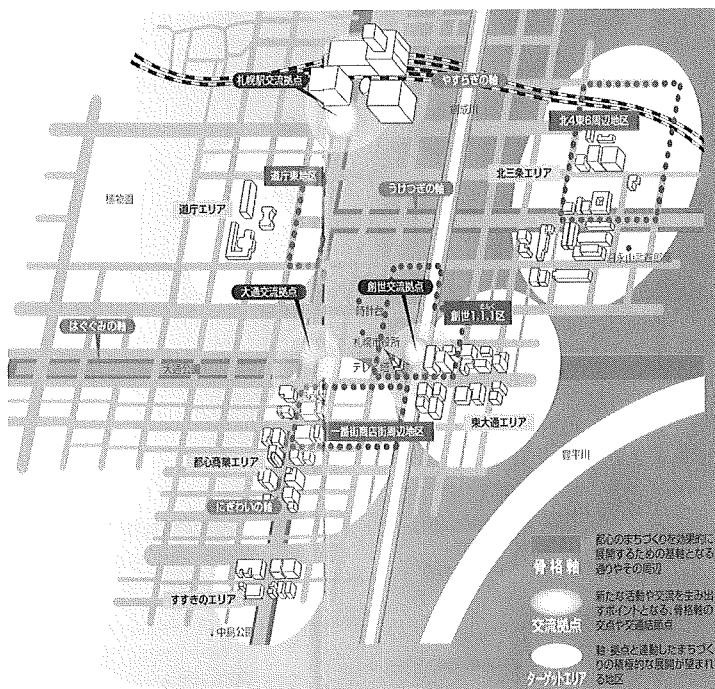 札幌駅交流拠点
やすらぎの軸
創成川
北4東6周辺地区
道庁東地区
北三条エリア
植物園
道庁エリア
うけつぎの軸
大通交流拠点
創世交流拠点
時計台
創世1.1.1区
はぐくみの軸
札幌市役所
大通公園
テレビ塔
一番街商店街周辺地区
東大通エリア
豊平川
都心商業エリア
にぎわいの軸
すすきのエリア
↓中島公園
骨格軸
都心のまちづくりを効果的に
展開するための基軸となる
通りやその周辺
交流拠点
新たな活動や交流を生み出
すポイントとなる、骨格軸の
交点や交通結節点
ターゲットエリア
軸・拠点と連動したまちづく
りの積極的な展開が望まれ
る地区